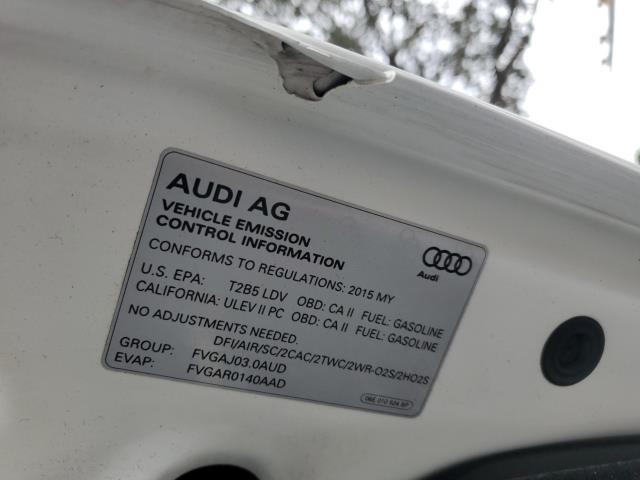 AUDI AG
VEHICLE EMISSION
CONTROL INFORMATION
CONFORMS TO REGULATIONS: 2015 MY
U.S. EPA: T2B5 LDV OBD: CA II FUEL: GASOLINE
CALIFORNIA: ULEV II PC OBD: CA II FUEL: GASOLINE
NO ADJUSTMENTS NEEDED.
DFI/AIR/SC/2CAC/2TWC/2WR-O2S/2HO2S
GROUP: FVGAJ03.0AUD
EVAP: FVGAR0140AAD
Audi